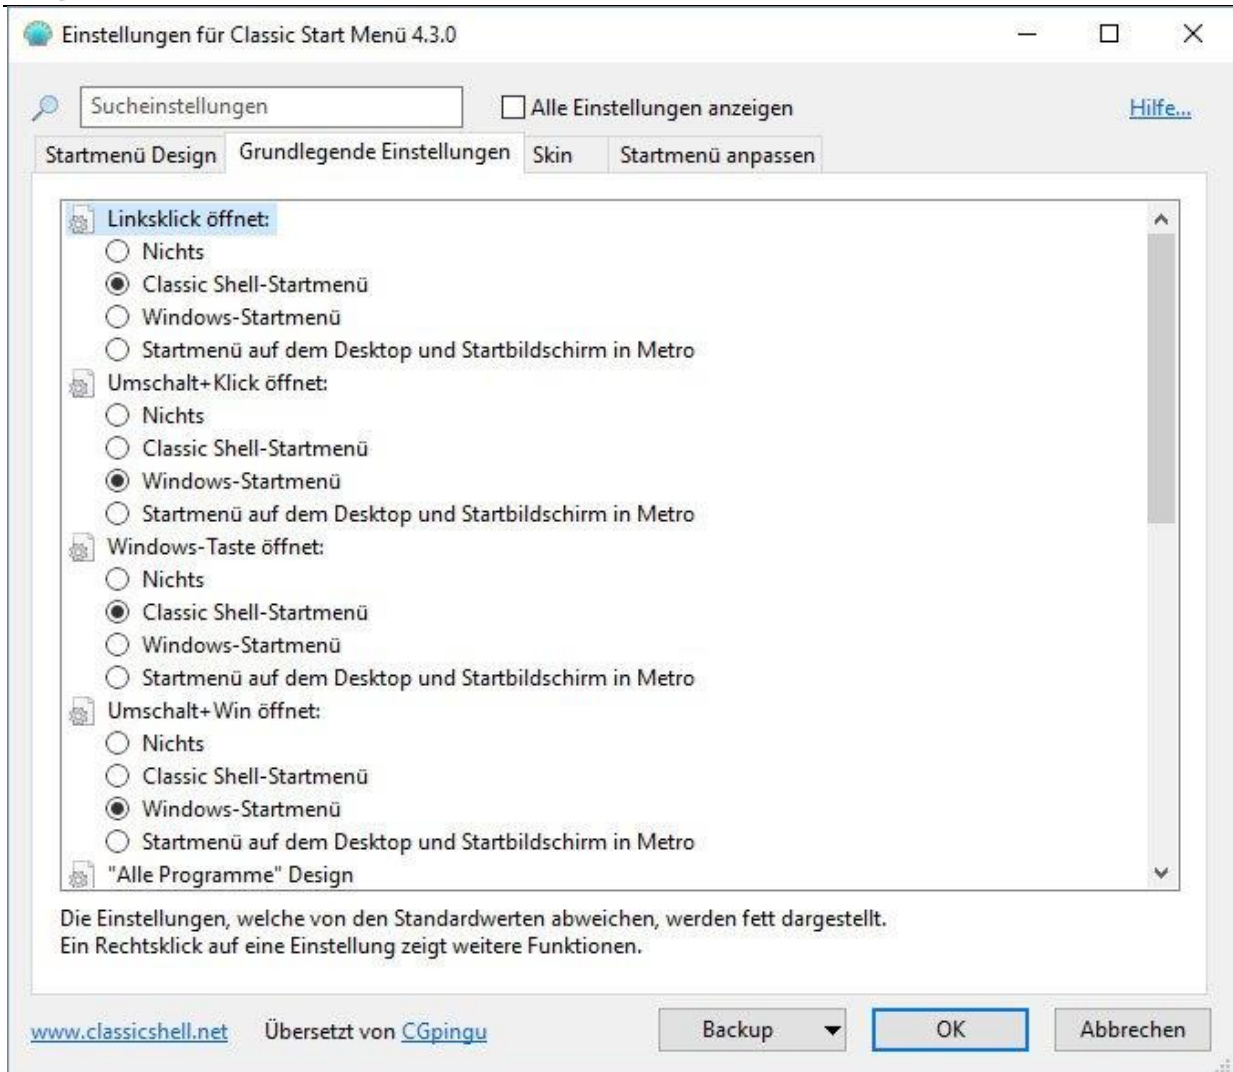 Einstellungen für Classic Start Menü 4.3.0
Sucheinstellungen Alle Einstellungen anzeigen Hilfe...
Startmenü Design Grundlegende Einstellungen Skin Startmenü anpassen
Linksklick öffnet:
Nichts
Classic Shell-Startmenü
Windows-Startmenü
Startmenü auf dem Desktop und Startbildschirm in Metro
Umschalt+Klick öffnet:
Nichts
Classic Shell-Startmenü
Windows-Startmenü
Startmenü auf dem Desktop und Startbildschirm in Metro
Windows-Taste öffnet:
Nichts
Classic Shell-Startmenü
Windows-Startmenü
Startmenü auf dem Desktop und Startbildschirm in Metro
Umschalt+Win öffnet:
Nichts
Classic Shell-Startmenü
Windows-Startmenü
Startmenü auf dem Desktop und Startbildschirm in Metro
"Alle Programme" Design
Die Einstellungen, welche von den Standardwerten abweichen, werden fett dargestellt.
Ein Rechtsklick auf eine Einstellung zeigt weitere Funktionen.
www.classicshell.net Übersetzt von CGpingu Backup OK Abbrechen